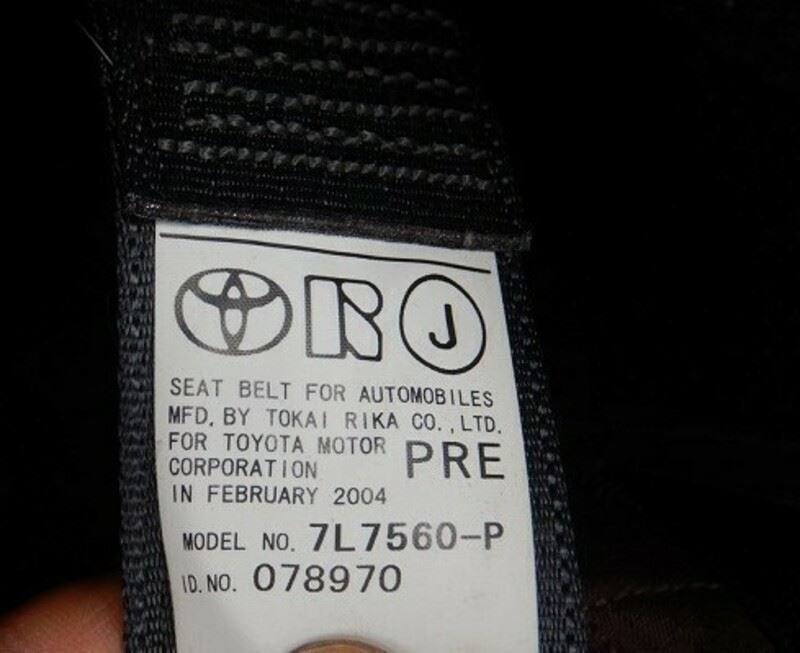 R J
SEAT BELT FOR AUTOMOBILES
MFD. BY TOKAI RIKA CO., LTD.
FOR TOYOTA MOTOR
CORPORATION PRE
IN FEBRUARY 2004
MODEL NO. 7L7560-P
ID. NO. 078970